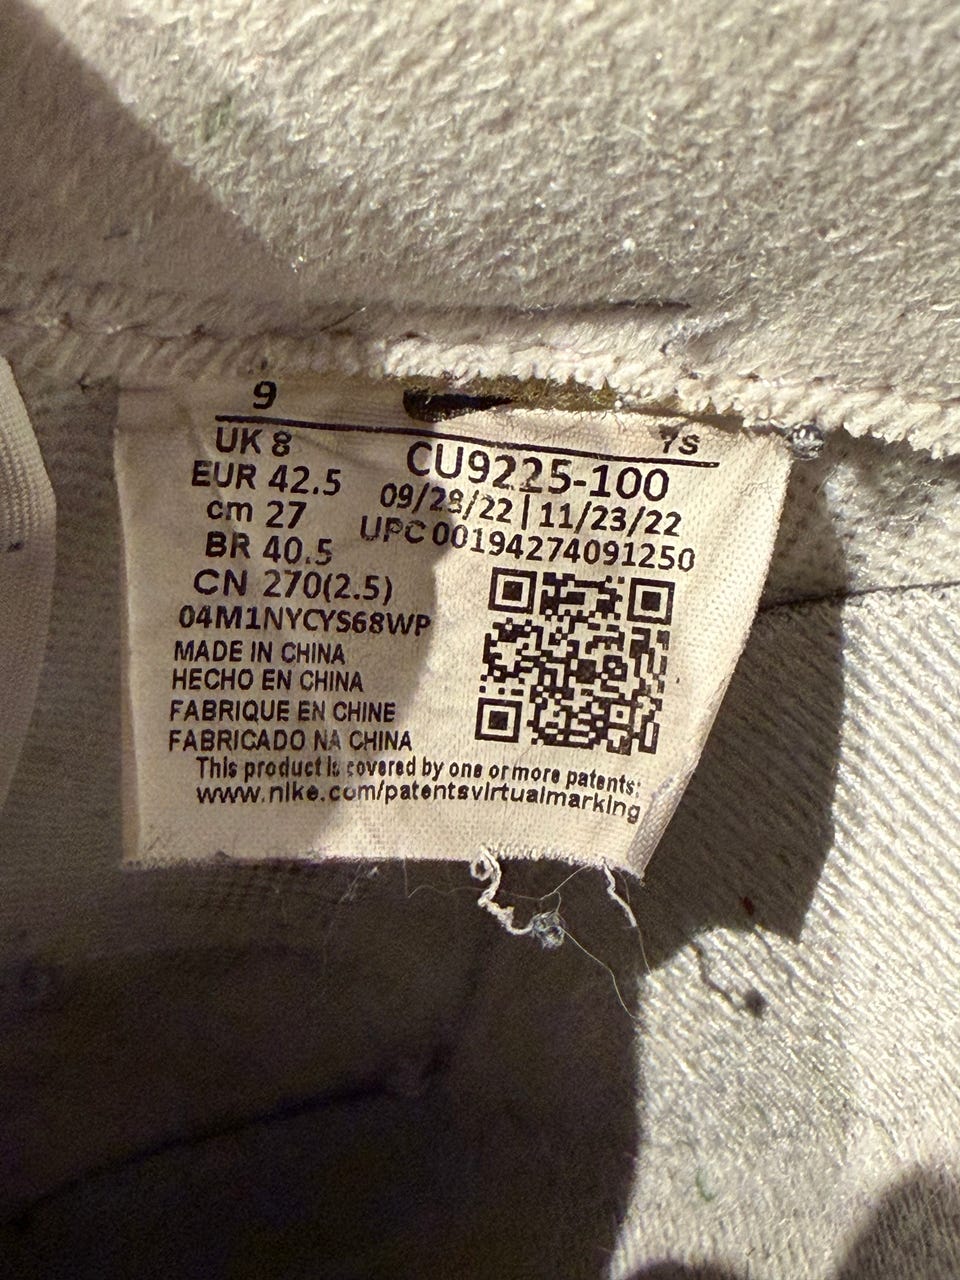 9
7S
UK 8
EUR 42.5
cm 27
BR 40.5
CN 270(2.5)
04M1NYCYS68WP
MADE IN CHINA
HECHO EN CHINA
FABRIQUE EN CHINE
FABRICADO NA CHINA
CU9225-100
09/28/22 | 11/23/22
UPC 00194274091250
This product is covered by one or more patents:
www.nike.com/patentsvirtualmarking